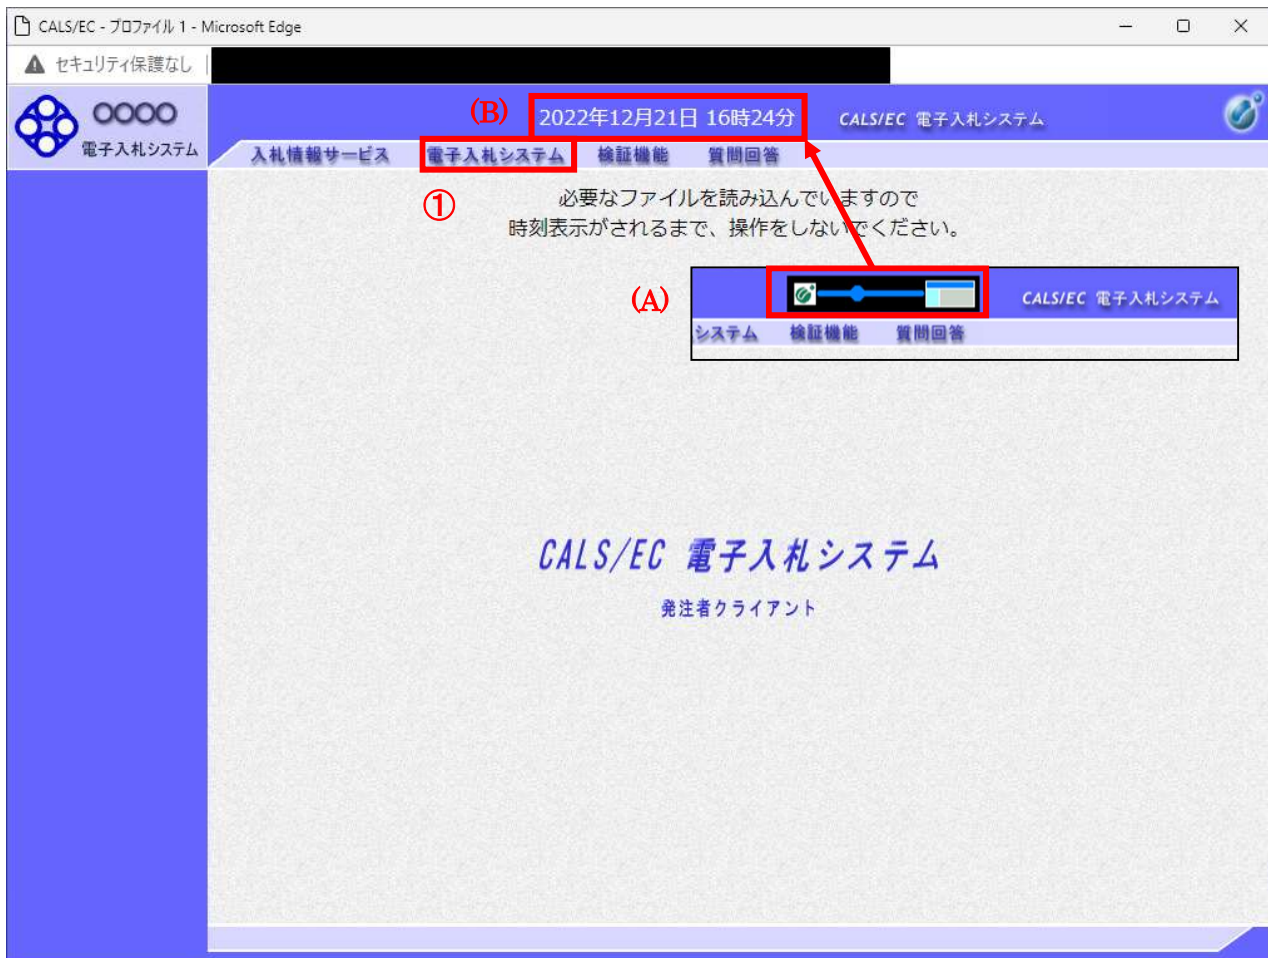 CALS/EC - プロファイル 1 - Microsoft Edge
セキュリティ保護なし
OOOO
電子入札システム
(B)
2022年12月21日 16時24分
CALS/EC 電子入札システム
入札情報サービス 電子入札システム 検証機能 質問回答
①
必要なファイルを読み込んでいますので
時刻表示がされるまで、操作をしないでください。
(A)
CALS/EC 電子入札システム
システム 検証機能 質問回答
CALS/EC 電子入札システム
発注者クライアント